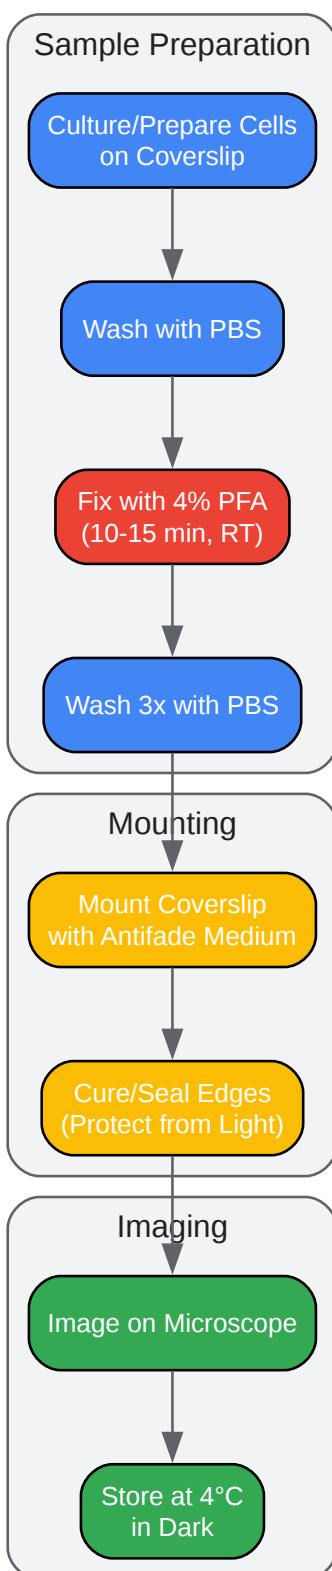 Sample Preparation
Culture/Prepare Cells
on Coverslip
Wash with PBS
Fix with 4% PFA
(10-15 min, RT)
Wash 3x with PBS
Mounting
Mount Coverslip
with Antifade Medium
Cure/Seal Edges
(Protect from Light)
Imaging
Image on Microscope
Store at 4°C
in Dark